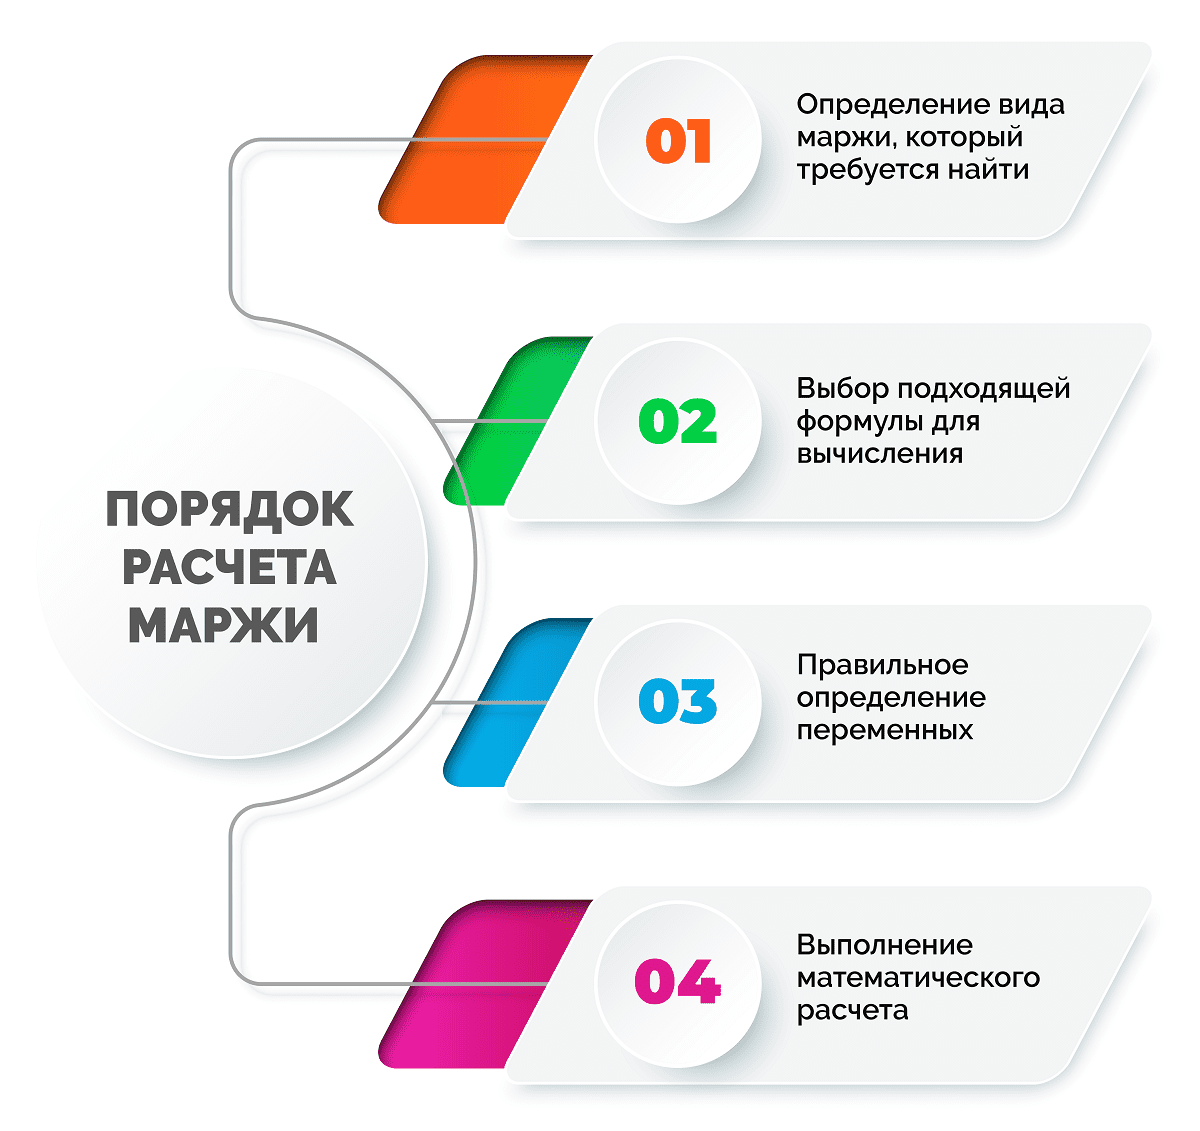 ПОРЯДОК
РАСЧЕТА
МАРЖИ
01
Определение вида
маржи, который
требуется найти
02
Выбор подходящей
формулы для
вычисления
03
Правильное
определение
переменных
04
Выполнение
математического
расчета